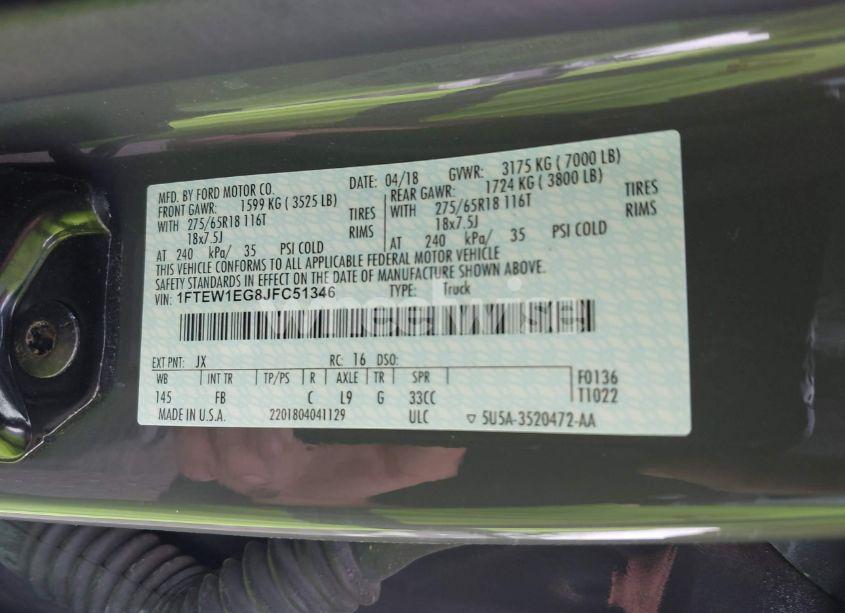 MFD. BY FORD MOTOR CO. DATE: 04/18 GVWR: 3175 KG ( 7000 LB)
FRONT GAWR: 1599 KG ( 3525 LB) REAR GAWR: 1724 KG ( 3800 LB)
WITH 275/65R18 116T TIRES WITH 275/65R18 116T TIRES
18x7.5J RIMS 18x7.5J RIMS
AT 240 kPa/ 35 PSI COLD AT 240 kPa/ 35 PSI COLD
THIS VEHICLE CONFORMS TO ALL APPLICABLE FEDERAL MOTOR VEHICLE
SAFETY STANDARDS IN EFFECT ON THE DATE OF MANUFACTURE SHOWN ABOVE.
VIN: 1FTEW1EG8JFC51346 TYPE: Truck
EXT PNT: JX RC: 16 DSO:
WB INT TR TP/PS R AXLE TR SPR F0136
145 FB C L9 G 33CC T1022
MADE IN U.S.A. 2201804041129 ULC ▽ 5U5A-3520472-AA